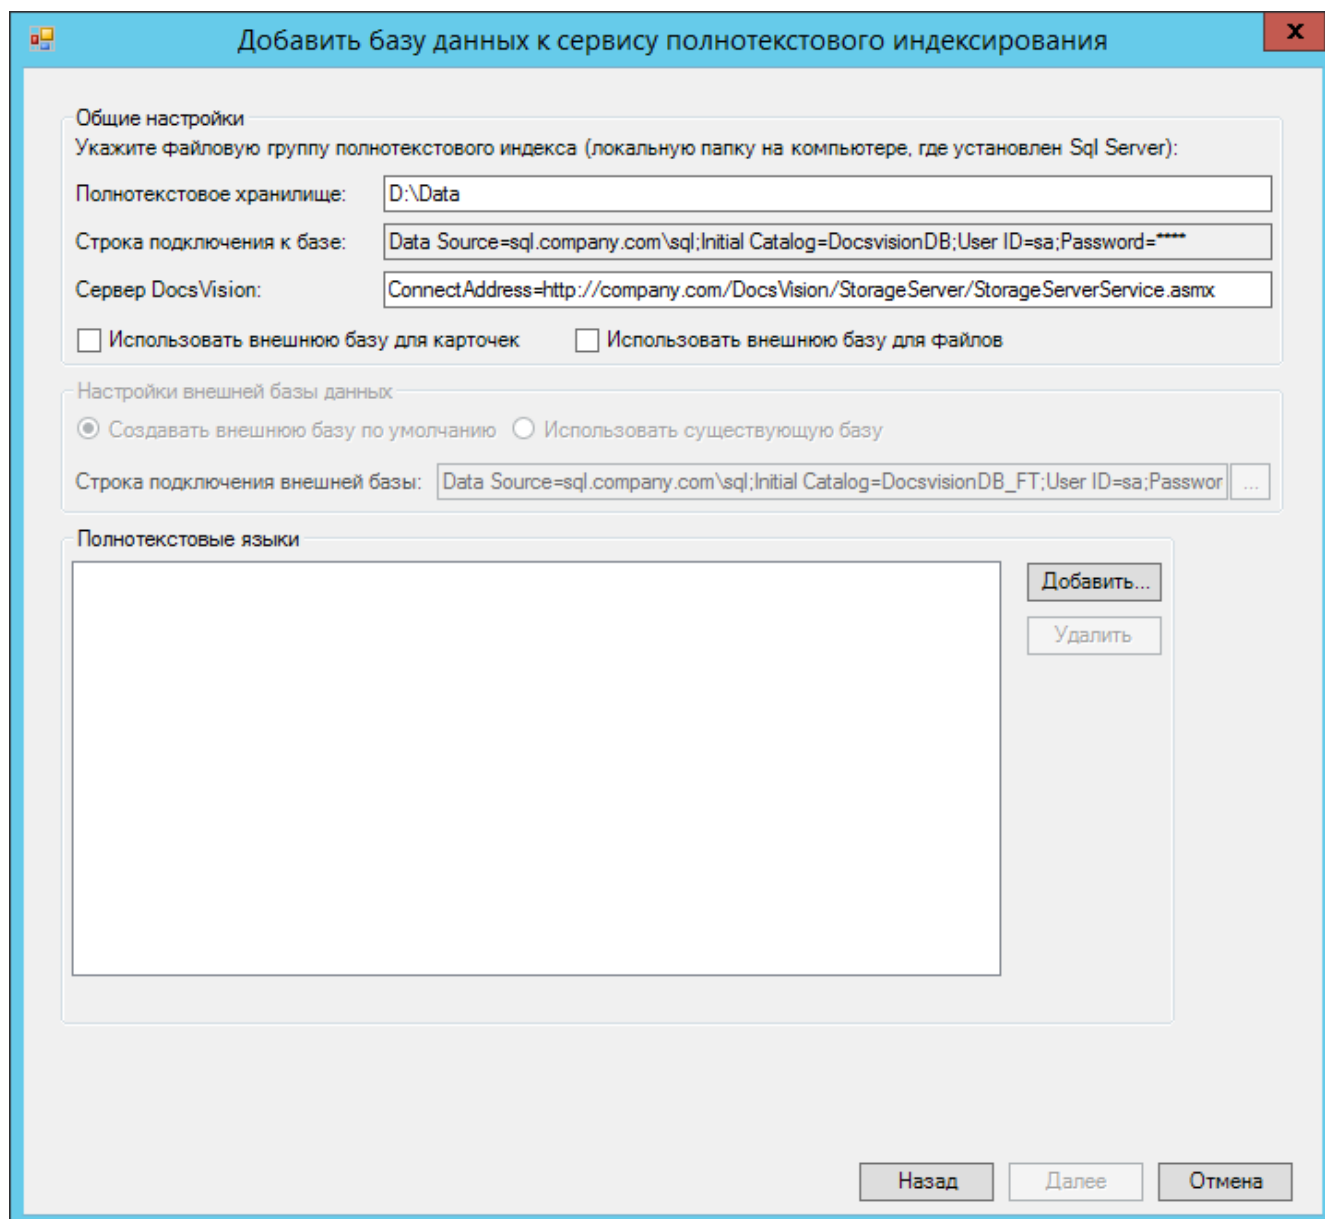 Добавить базу данных к сервису полнотекстового индексирования
x
Общие настройки
Укажите файловую группу полнотекстового индекса (локальную папку на компьютере, где установлен Sql Server):
Полнотекстовое хранилище: D:\Data
Строка подключения к базе: Data Source=sql.company.com\sql;Initial Catalog=DocsvisionDB;User ID=sa;Password=****
Сервер DocsVision: ConnectAddress=http://company.com/DocsVision/StorageServer/StorageServerService.asmx
Использовать внешнюю базу для карточек Использовать внешнюю базу для файлов
Настройки внешней базы данных
Создавать внешнюю базу по умолчанию Использовать существующую базу
Строка подключения внешней базы: Data Source=sql.company.com\sql;Initial Catalog=DocsvisionDB_FT;User ID=sa;Passwor ...
Полнотекстовые языки
Добавить...
Удалить
Назад Далее Отмена